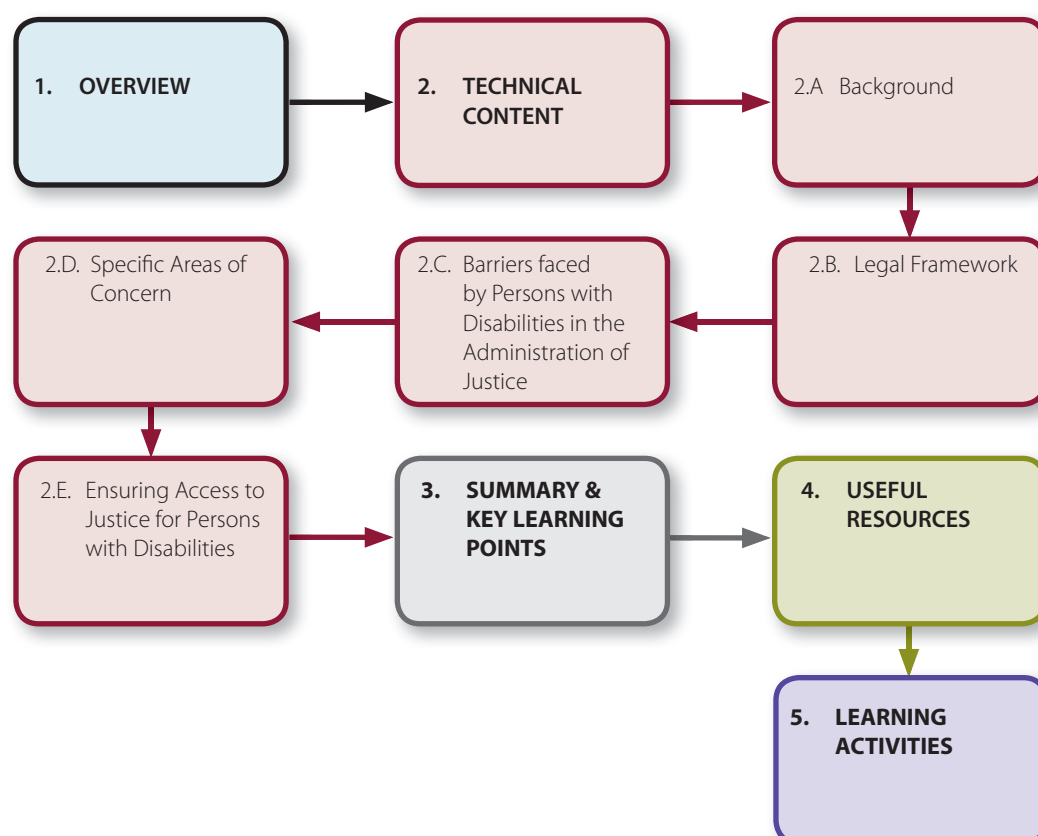 1. OVERVIEW
2. TECHNICAL
CONTENT
2.A Background
2.B. Legal Framework
2.C. Barriers faced
by Persons with
Disabilities in the
Administration of
Justice
2.D. Specific Areas of
Concern
2.E. Ensuring Access to
Justice for Persons
with Disabilities
3. SUMMARY &
KEY LEARNING
POINTS
4. USEFUL
RESOURCES
5. LEARNING
ACTIVITIES